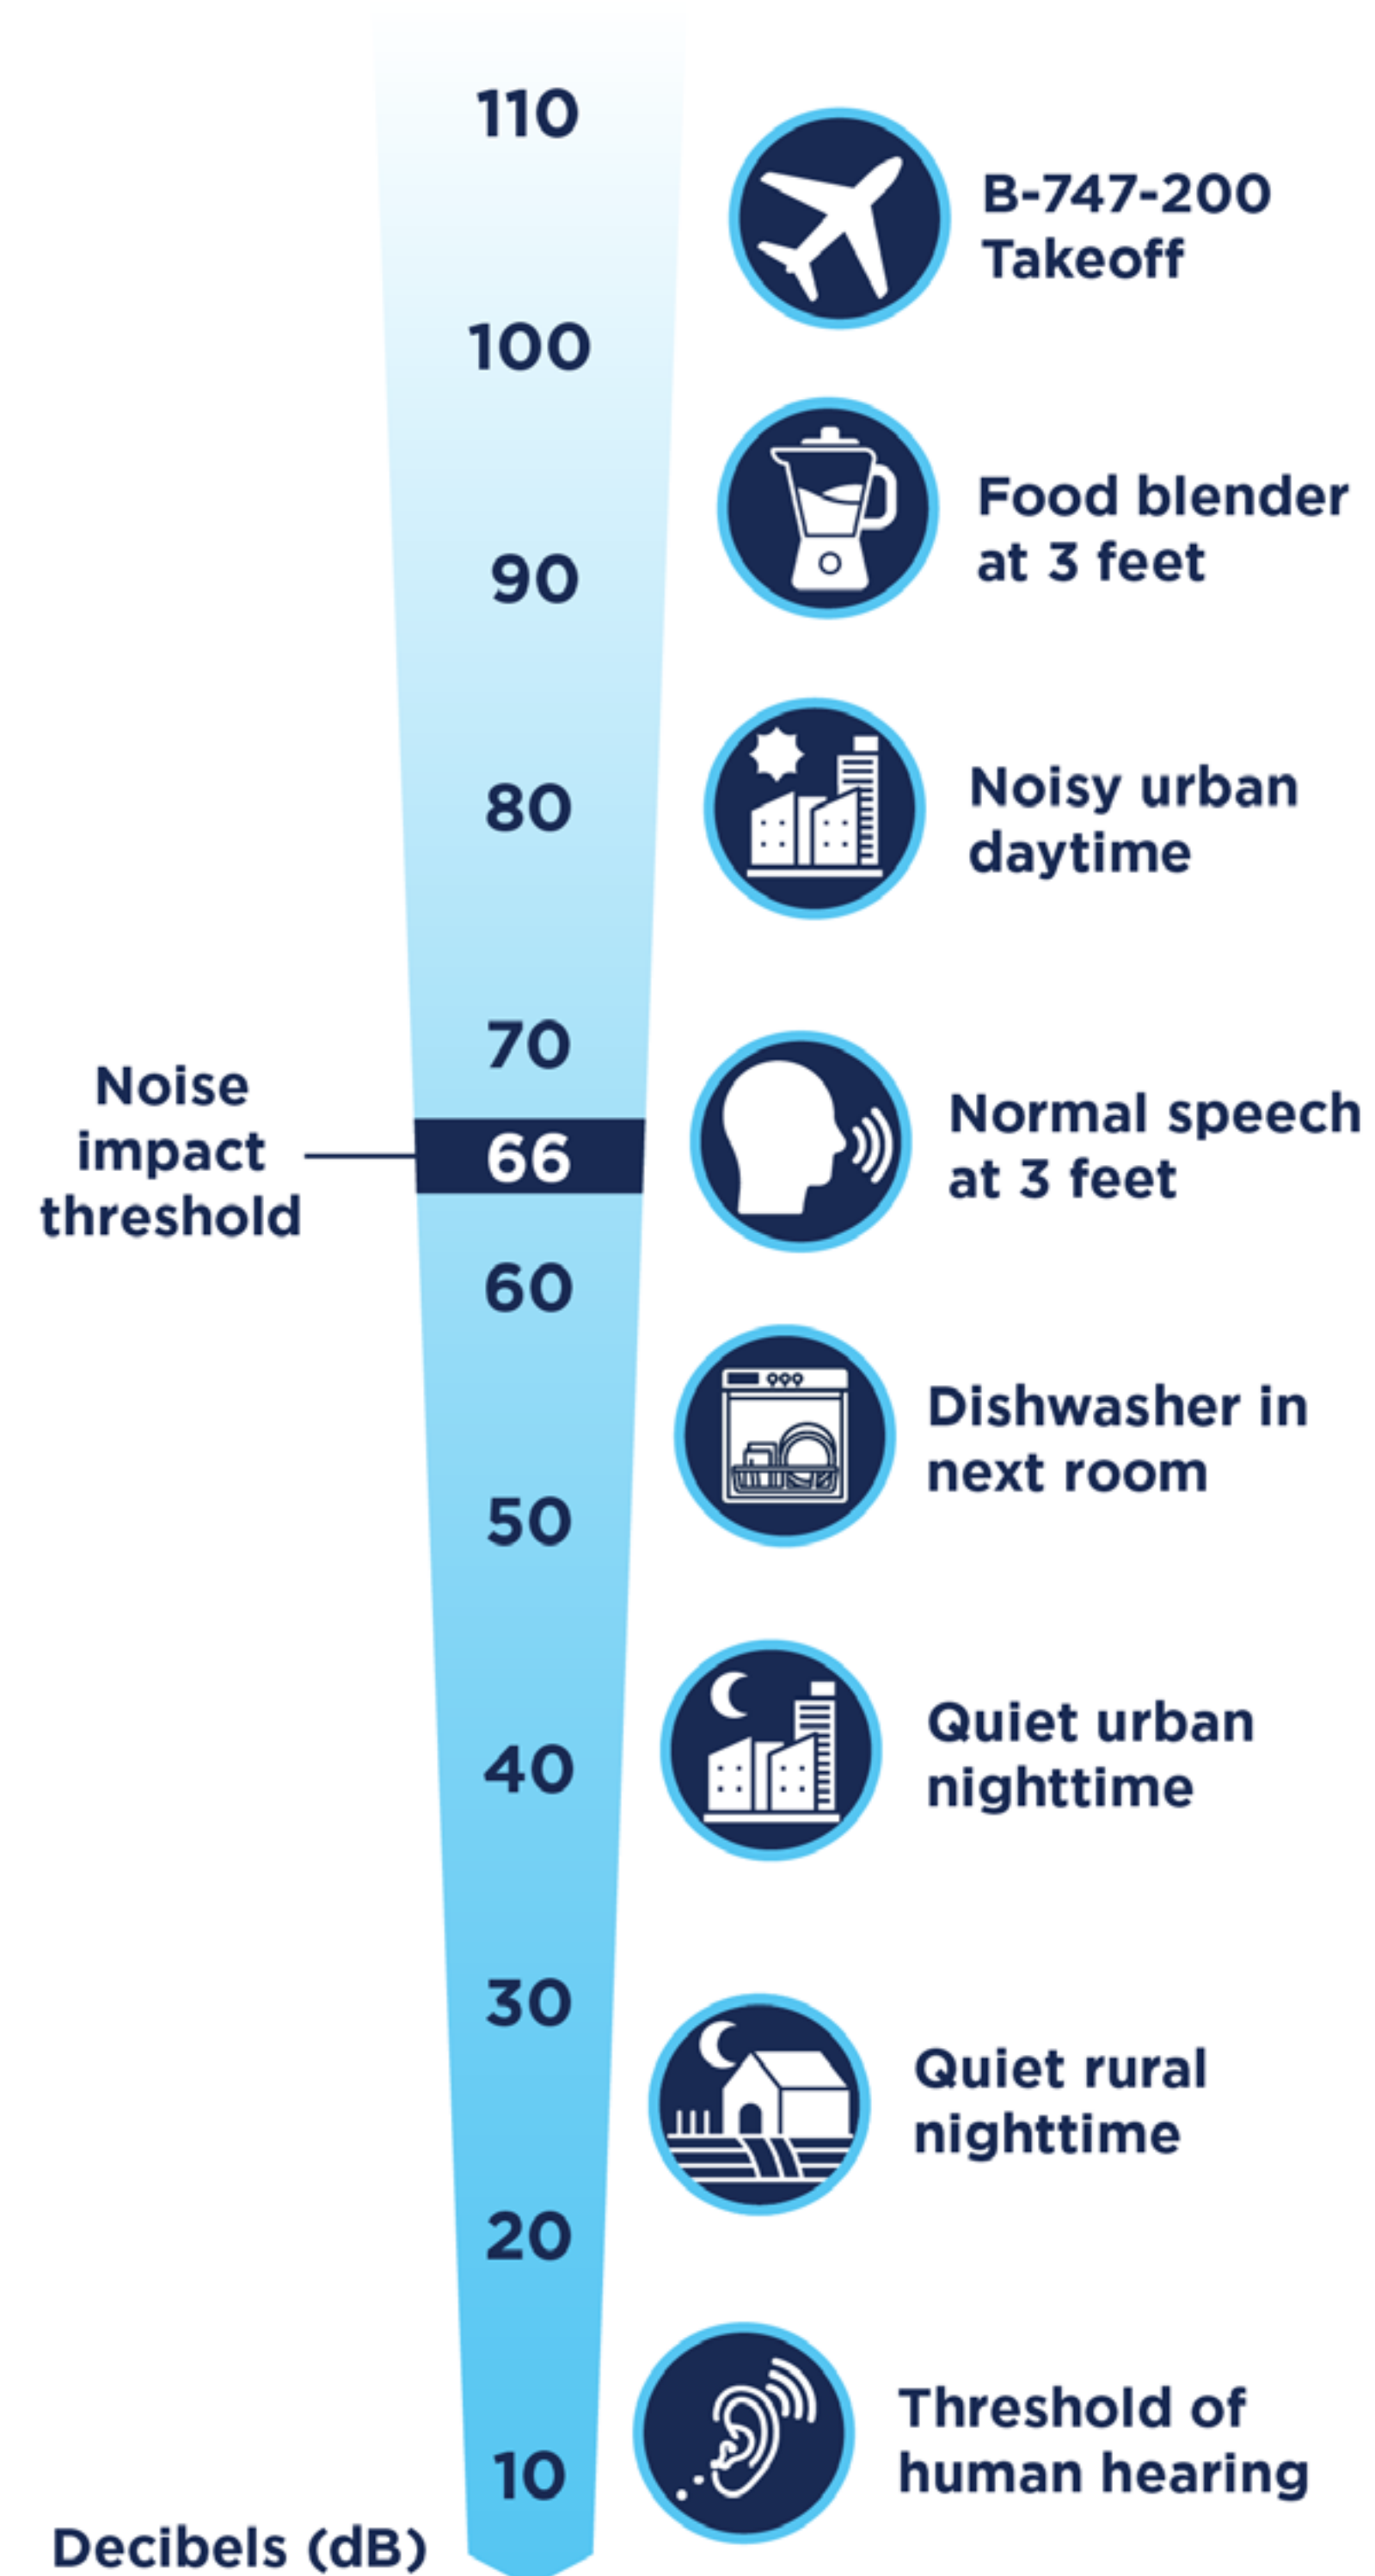 110
B-747-200
Takeoff
100
Food blender
at 3 feet
90
80
Noisy urban
daytime
70
Noise
impact
threshold
66
Normal speech
at 3 feet
60
Dishwasher in
next room
50
40
Quiet urban
nighttime
30
Quiet rural
nighttime
20
Threshold of
human hearing
10
Decibels (dB)